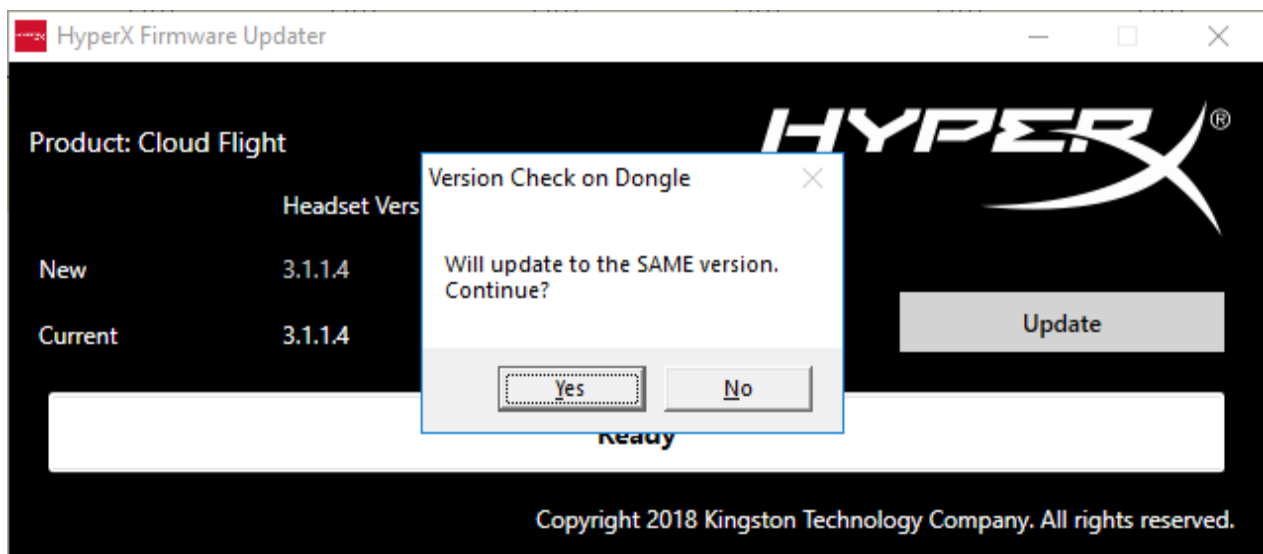 HyperX Firmware Updater
HYPERX®
Product: Cloud Flight
Version Check on Dongle
Headset Vers
Will update to the SAME version.
Continue?
New 3.1.1.4
Current 3.1.1.4
Update
Yes No
Ready
Copyright 2018 Kingston Technology Company. All rights reserved.